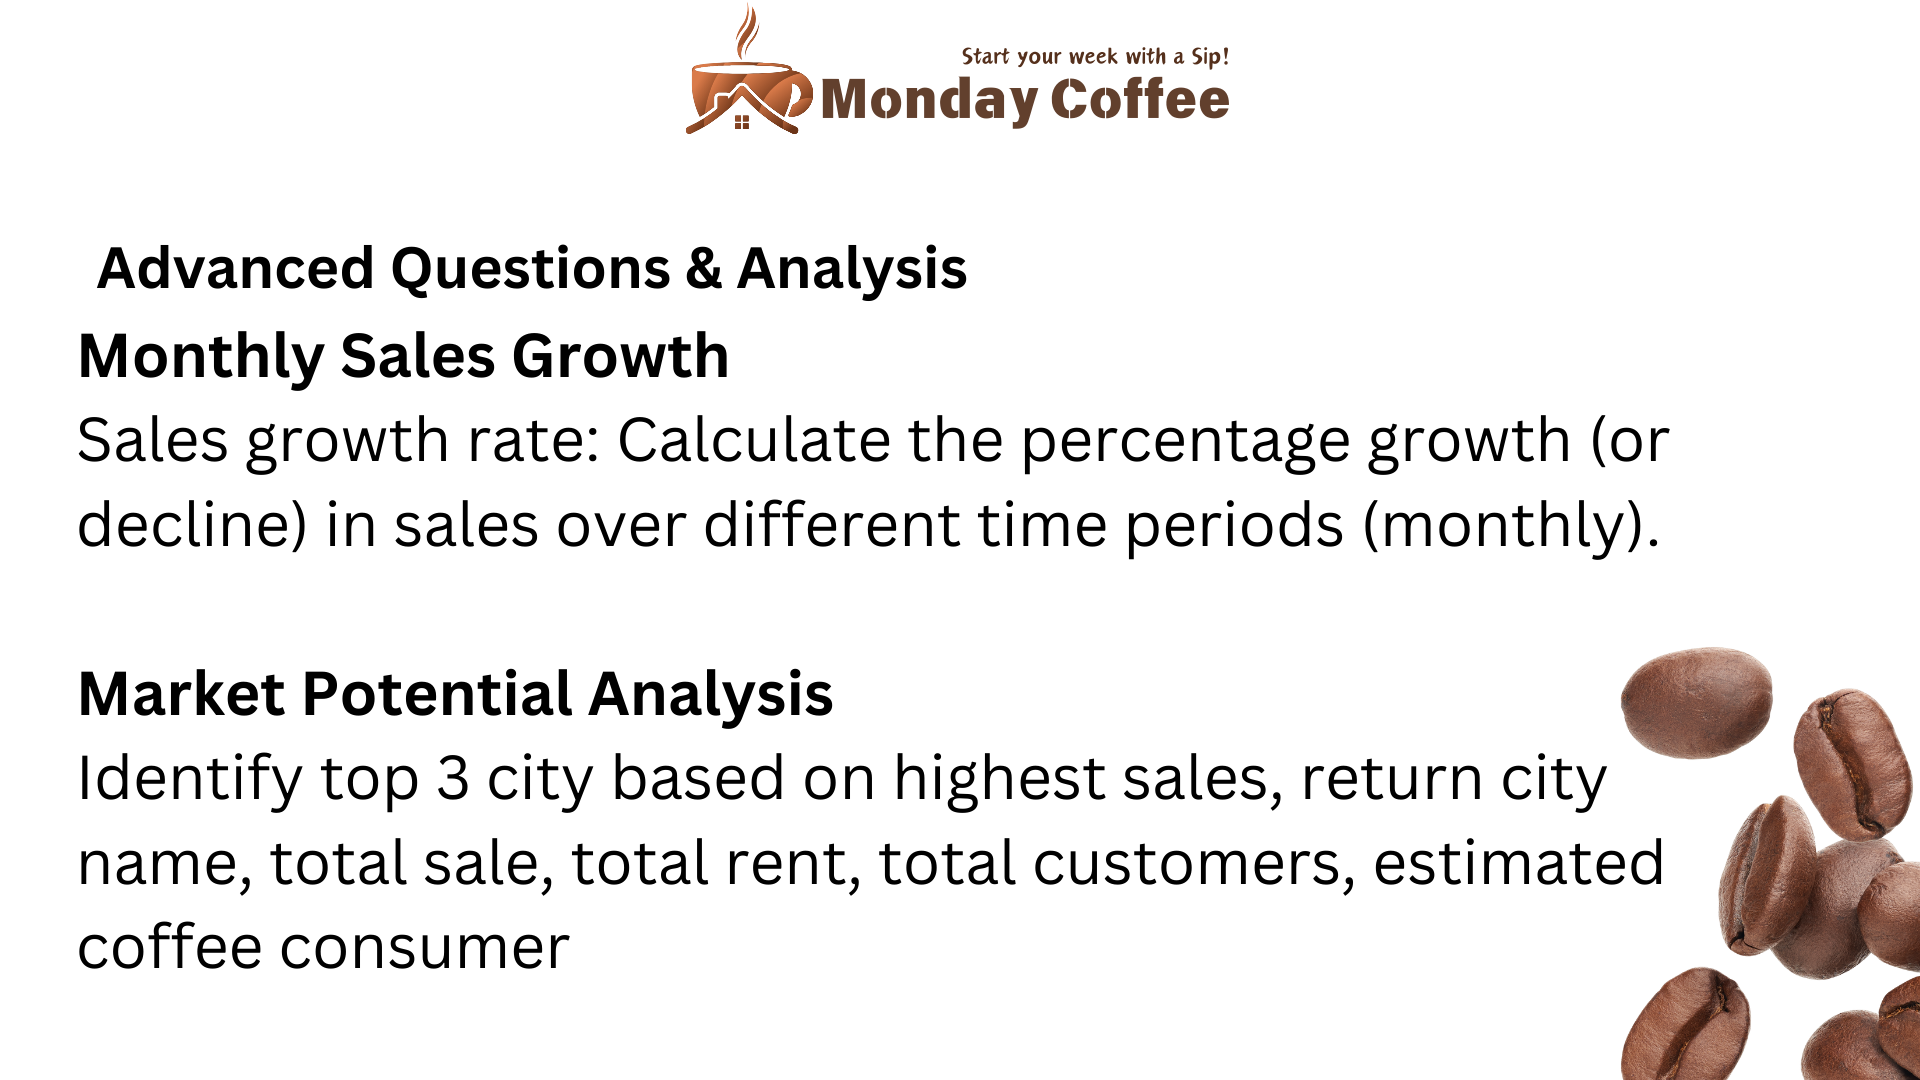 Start your week with a Sip!
Monday Coffee
Advanced Questions & Analysis
Monthly Sales Growth
Sales growth rate: Calculate the percentage growth (or
decline) in sales over different time periods (monthly).
Market Potential Analysis
Identify top 3 city based on highest sales, return city
name, total sale, total rent, total customers, estimated
coffee consumer